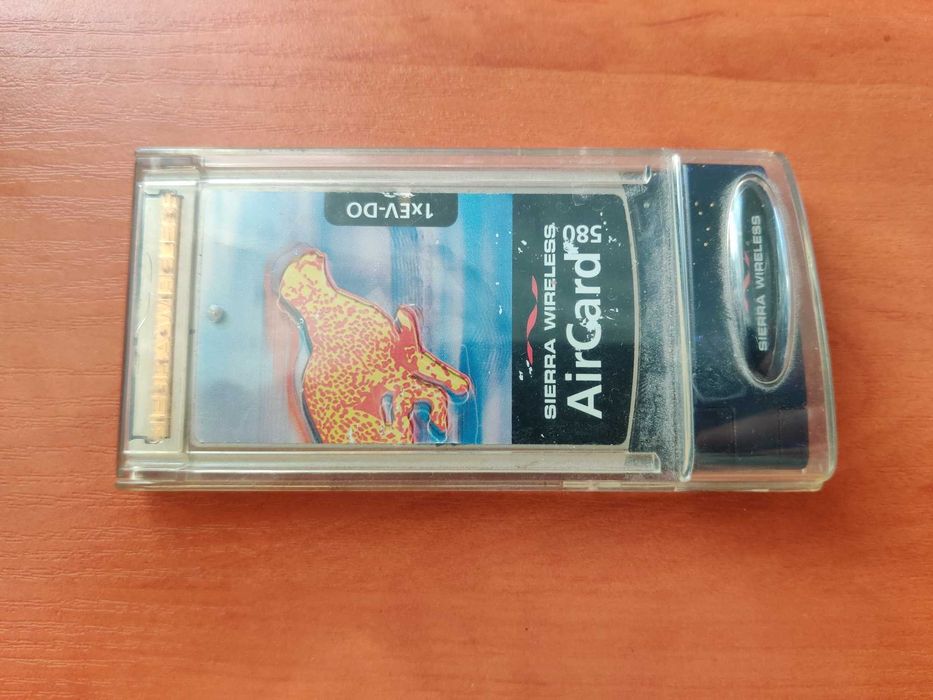 SIERRA WIRELESS
AirCard 580
1xEV-DO
SIERRA WIRELESS